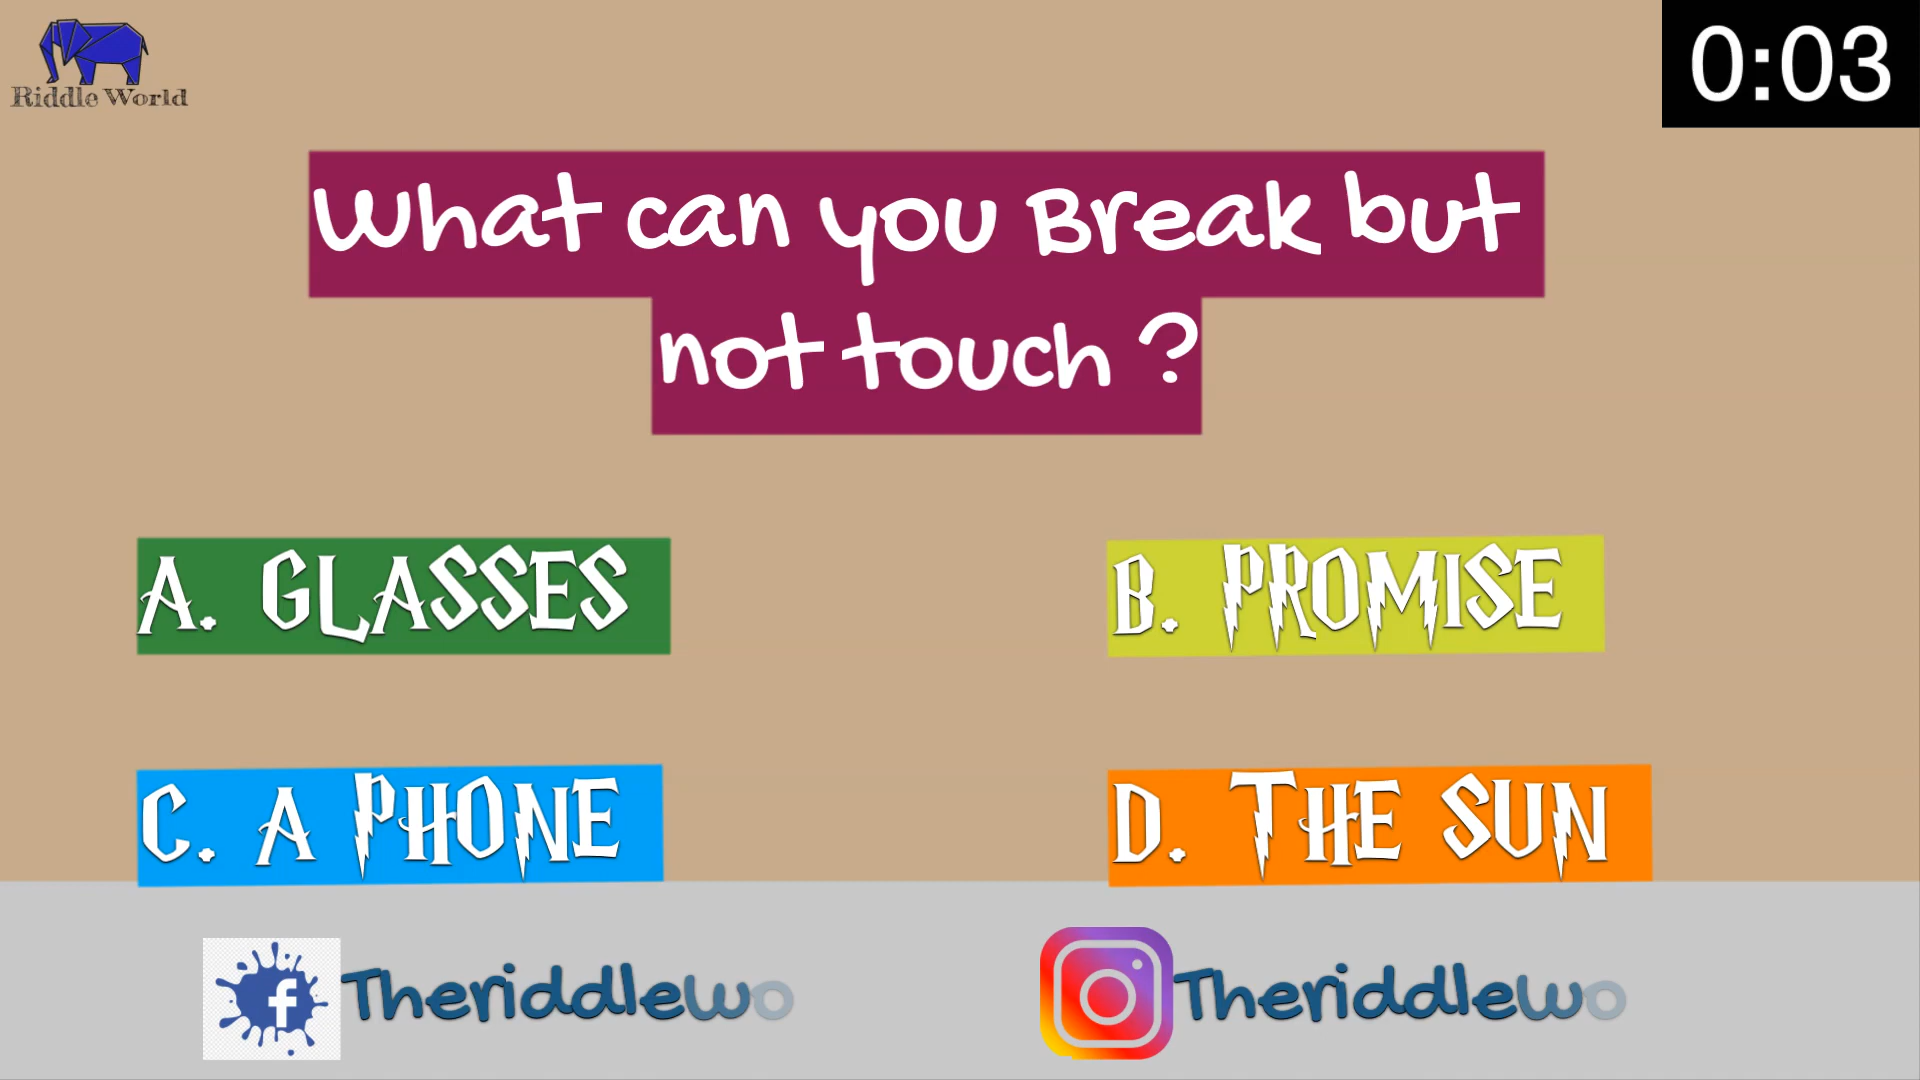 Riddle World
0:03
What can you Break but
not touch ?
A. GLASSES
B. PROMISE
C. A PHONE
D. THE SUN
f Theriddlewo
Theriddlewo